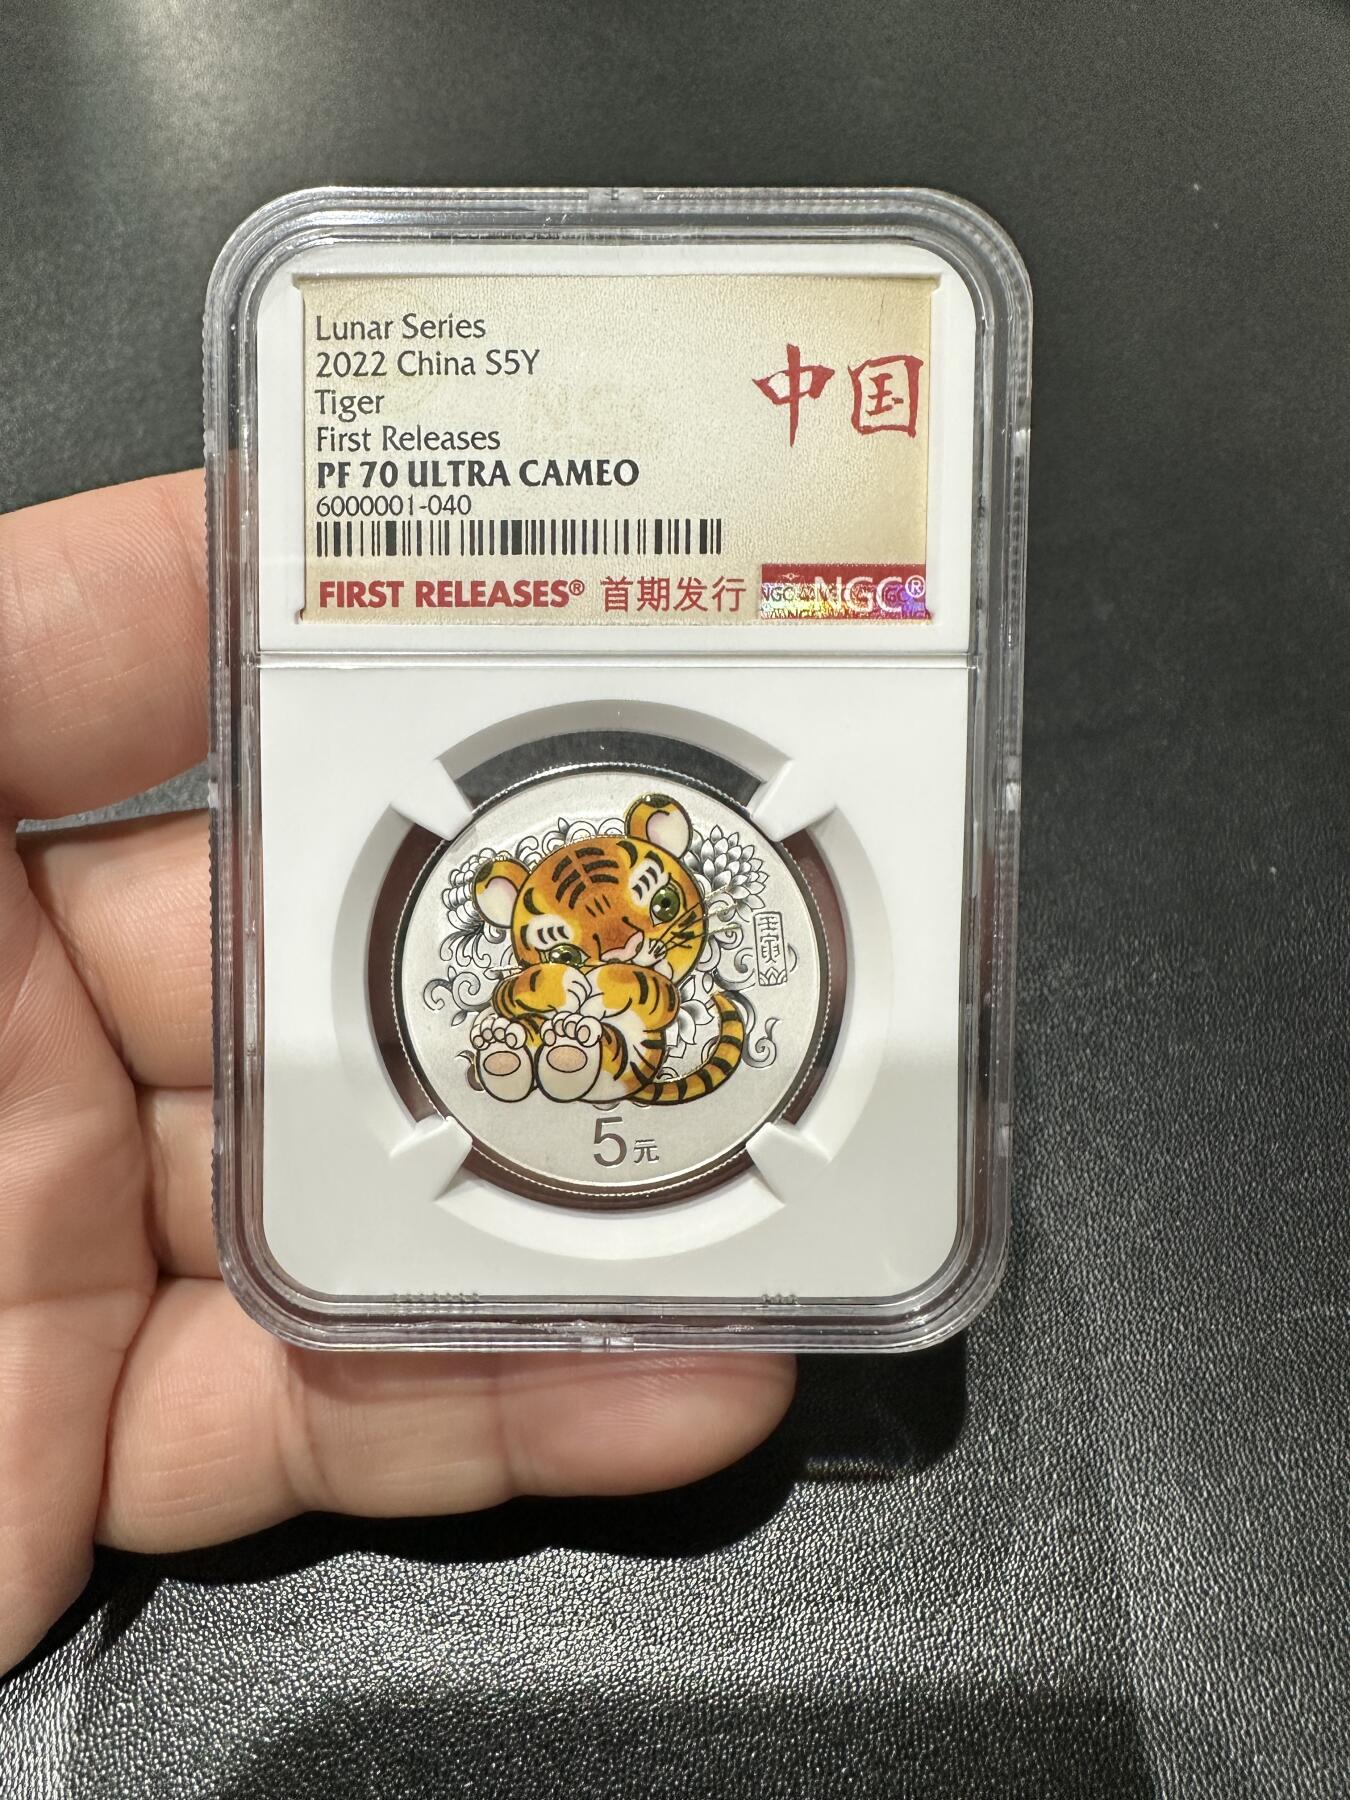 Lunar Series
2022 China S5Y
Tiger
First Releases
PF 70 ULTRA CAMEO
6000001-040
中国
FIRST RELEASES® 首期发行 NGC®
5元